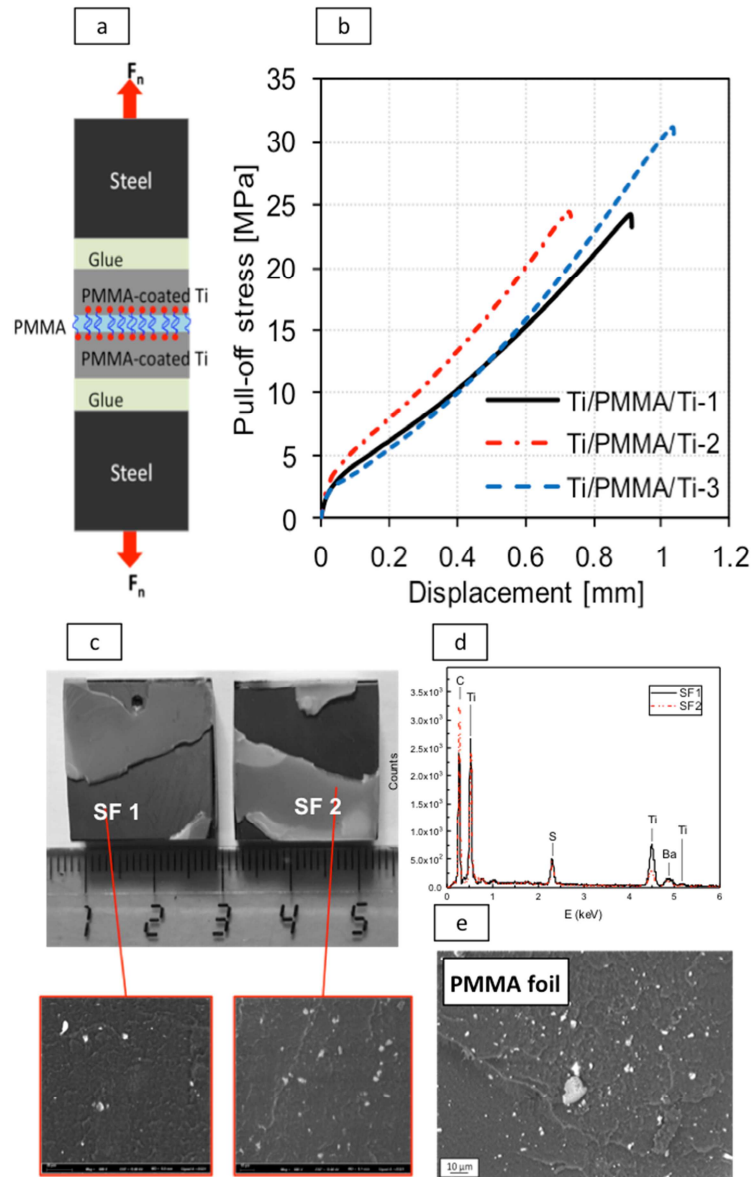 a
b
Fn
Steel
Glue
PMMA-coated Ti
PMMA
PMMA-coated Ti
Glue
Steel
Fn
Pull-off stress [MPa]
35
30
25
20
15
10
5
0
Ti/PMMA/Ti-1
Ti/PMMA/Ti-2
Ti/PMMA/Ti-3
0 0.2 0.4 0.6 0.8 1 1.2
Displacement [mm]
c
d
SF 1
SF 2
1 2 3 4 5
Counts
3.5x10³
3.0x10³
2.5x10³
2.0x10³
1.5x10³
1.0x10³
5.0x10²
0.0
C
Ti
S
Ti
Ba
Ti
SF1
SF2
0 1 2 3 4 5 6
E (keV)
e
PMMA foil
10 µm